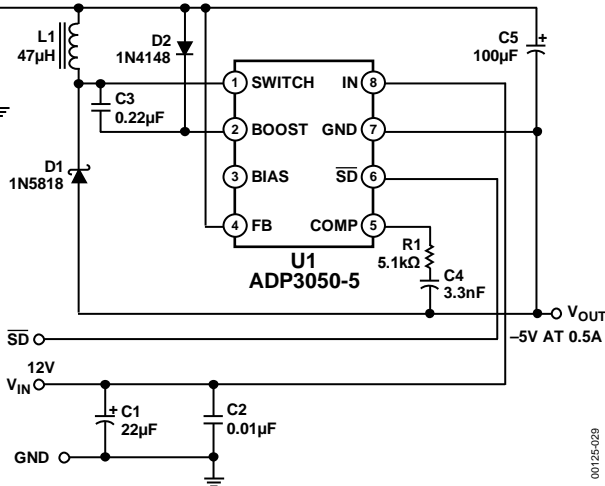 L1
47µH
D2
1N4148
C5
100µF
+
C3
0.22µF
1 SWITCH
IN 8
2 BOOST
GND 7
3 BIAS
SD 6
4 FB
COMP 5
D1
1N5818
U1
ADP3050-5
R1
5.1kΩ
C4
3.3nF
VOUT
–5V AT 0.5A
SD
12V
VIN
+ C1
22µF
C2
0.01µF
GND
00125-029